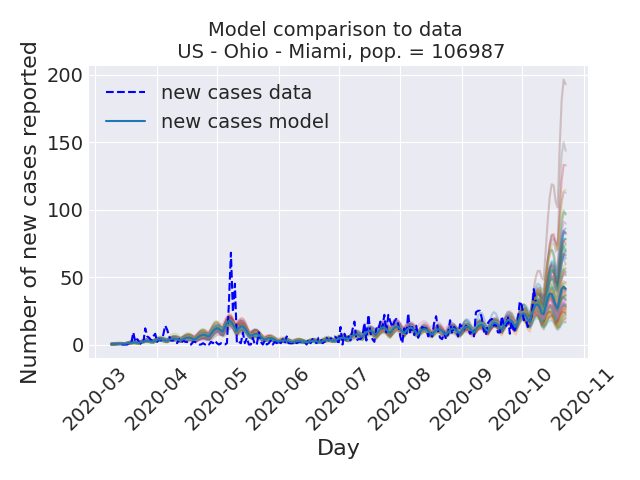 Model comparison to data
US - Ohio - Miami, pop. = 106987
new cases data
new cases model
Number of new cases reported
200
150
100
50
0
2020-03
2020-04
2020-05
2020-06
2020-07
2020-08
2020-09
2020-10
2020-11
Day